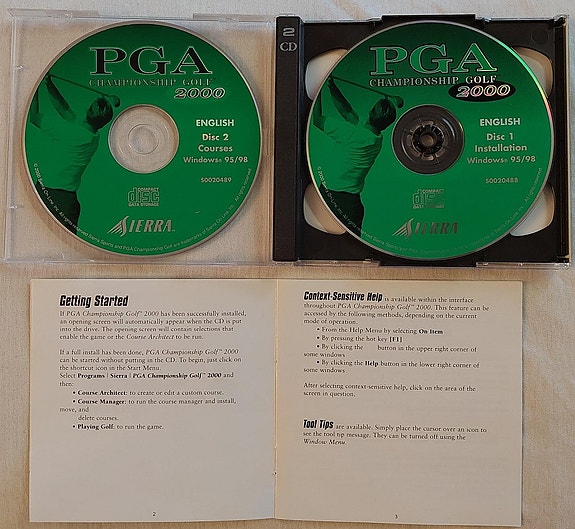 PGA
CHAMPIONSHIP GOLF
2000
ENGLISH
Disc 2
Courses
Windows® 95/98
COMPACT
disc
DATA STORAGE
S0020489
SIERRA™
2
CD
PGA
CHAMPIONSHIP GOLF
2000
ENGLISH
Disc 1
Installation
Windows® 95/98
COMPACT
disc
DATA STORAGE
S0020488
SIERRA
Getting Started
If PGA Championship Golf™ 2000 has been successfully installed,
an opening screen will automatically appear when the CD is put
into the drive. The opening screen will contain selections that
enable the game or the Course Architect to be run.
If a full install has been done, PGA Championship Golf™ 2000
can be started without putting in the CD. To begin, just click on
the shortcut icon in the Start Menu.
Select Programs | Sierra | PGA Championship Golf™ 2000 and
then:
• Course Architect: to create or edit a custom course.
• Course Manager: to run the course manager and install,
move, and
delete courses.
• Playing Golf: to run the game.
2
Context-Sensitive Help is available within the interface
throughout PGA Championship Golf™ 2000. This feature can be
accessed by the following methods, depending on the current
mode of operation.
• From the Help Menu by selecting On Item
• By pressing the hot key [F1]
• By clicking the button in the upper right corner of
some windows
• By clicking the Help button in the lower right corner of
some windows
After selecting context-sensitive help, click on the area of the
screen in question.
Tool Tips are available. Simply place the cursor over an icon to
see the tool tip message. They can be turned off using the
Window Menu.
3